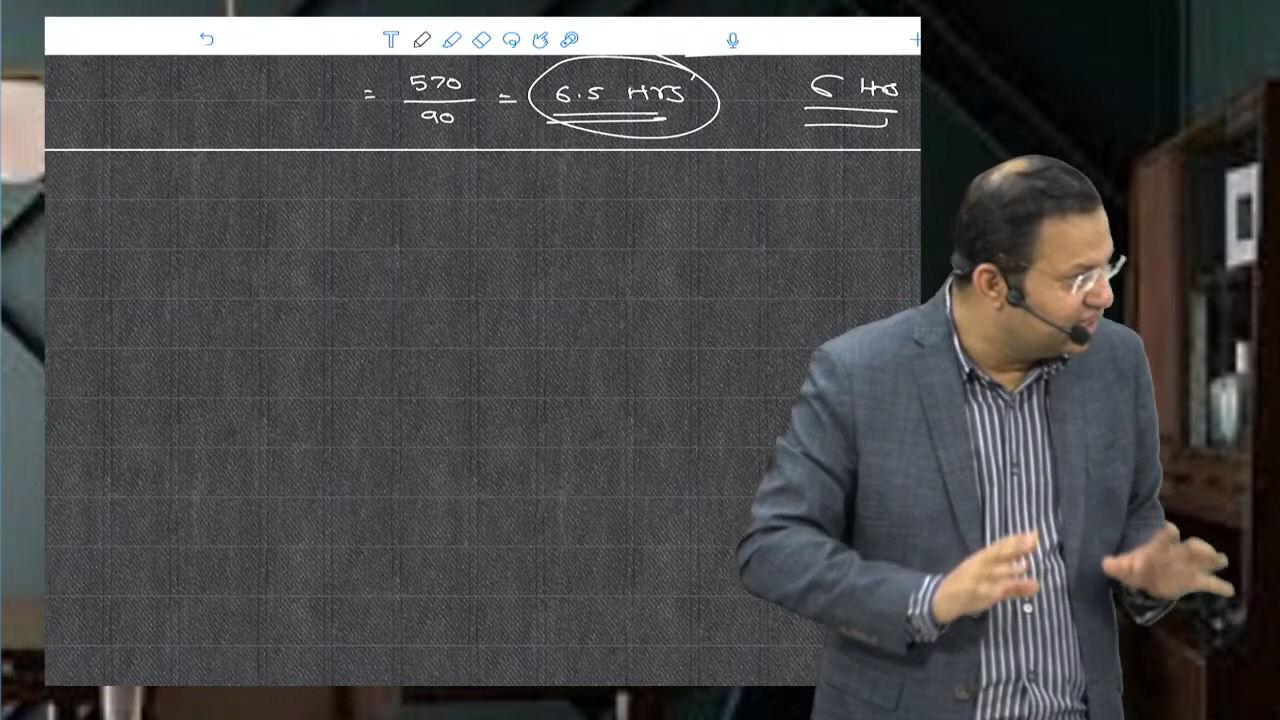 = 570/90 = 6.5 Hrs 6 Hrs